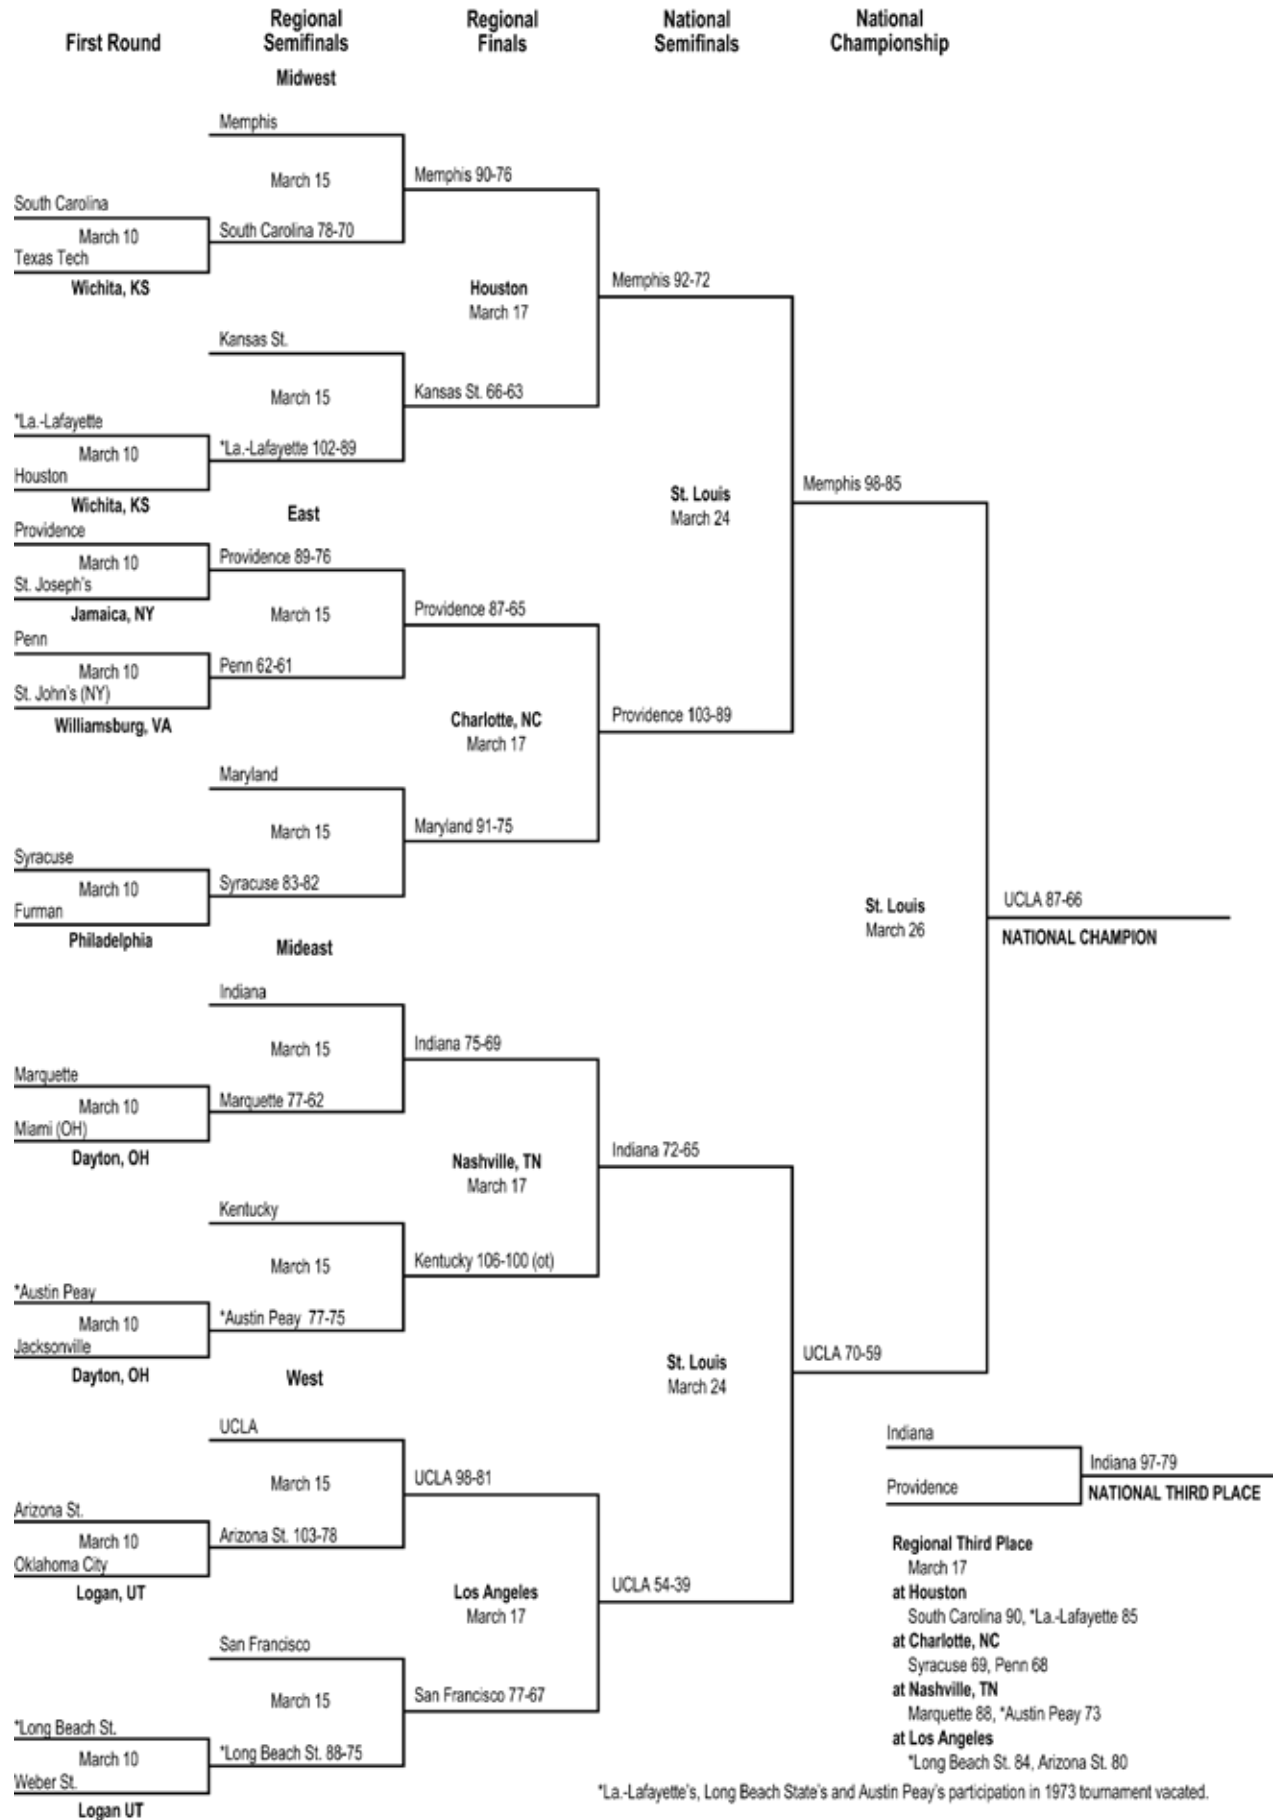 First Round
Regional
Semifinals
Regional
Finals
National
Semifinals
National
Championship
Midwest
Memphis
March 15
Memphis 90-76
South Carolina
March 10
South Carolina 78-70
Texas Tech
Wichita, KS
Houston
March 17
Memphis 92-72
Kansas St.
March 15
Kansas St. 66-63
*La.-Lafayette
March 10
*La.-Lafayette 102-89
Houston
Wichita, KS
St. Louis
March 24
Memphis 98-85
East
Providence
March 10
Providence 89-76
St. Joseph's
Jamaica, NY
March 15
Providence 87-65
Penn
March 10
Penn 62-61
St. John's (NY)
Williamsburg, VA
Charlotte, NC
March 17
Providence 103-89
Maryland
March 15
Maryland 91-75
Syracuse
March 10
Syracuse 83-82
Furman
Philadelphia
St. Louis
March 26
UCLA 87-66
NATIONAL CHAMPION
Mideast
Indiana
March 15
Indiana 75-69
Marquette
March 10
Marquette 77-62
Miami (OH)
Dayton, OH
Nashville, TN
March 17
Indiana 72-65
Kentucky
March 15
Kentucky 106-100 (ot)
*Austin Peay
March 10
*Austin Peay 77-75
Jacksonville
Dayton, OH
St. Louis
March 24
UCLA 70-59
West
UCLA
March 15
UCLA 98-81
Arizona St.
March 10
Arizona St. 103-78
Oklahoma City
Logan, UT
Los Angeles
March 17
UCLA 54-39
San Francisco
March 15
San Francisco 77-67
*Long Beach St.
March 10
*Long Beach St. 88-75
Weber St.
Logan UT
Indiana
Indiana 97-79
Providence
NATIONAL THIRD PLACE
Regional Third Place
March 17
at Houston
South Carolina 90, *La.-Lafayette 85
at Charlotte, NC
Syracuse 69, Penn 68
at Nashville, TN
Marquette 88, *Austin Peay 73
at Los Angeles
*Long Beach St. 84, Arizona St. 80
*La.-Lafayette's, Long Beach State's and Austin Peay's participation in 1973 tournament vacated.